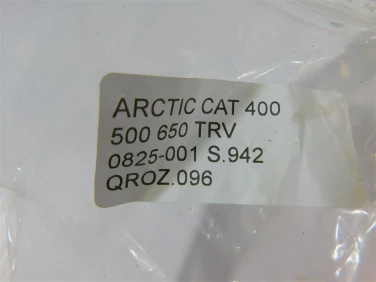 ARCTIC CAT 400
500 650 TRV
0825-001 S.942
QROZ.096